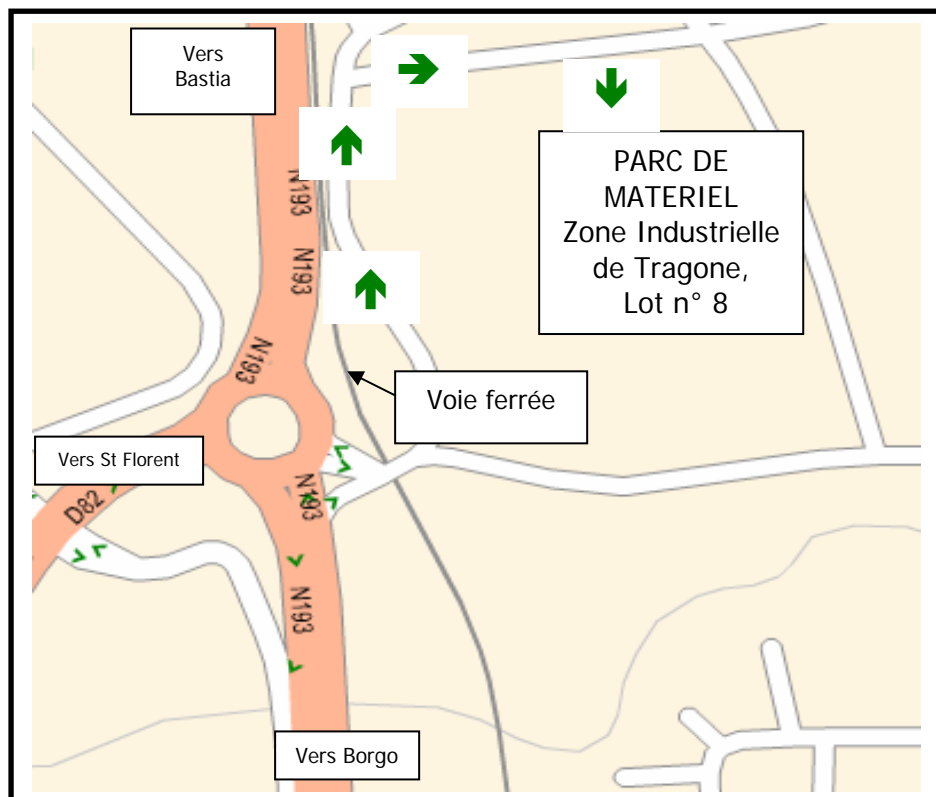 Vers
Bastia
N193
N193
PARC DE
MATERIEL
Zone Industrielle
de Tragone,
Lot n° 8
N193
Voie ferrée
Vers St Florent
D82
N193
N193
Vers Borgo